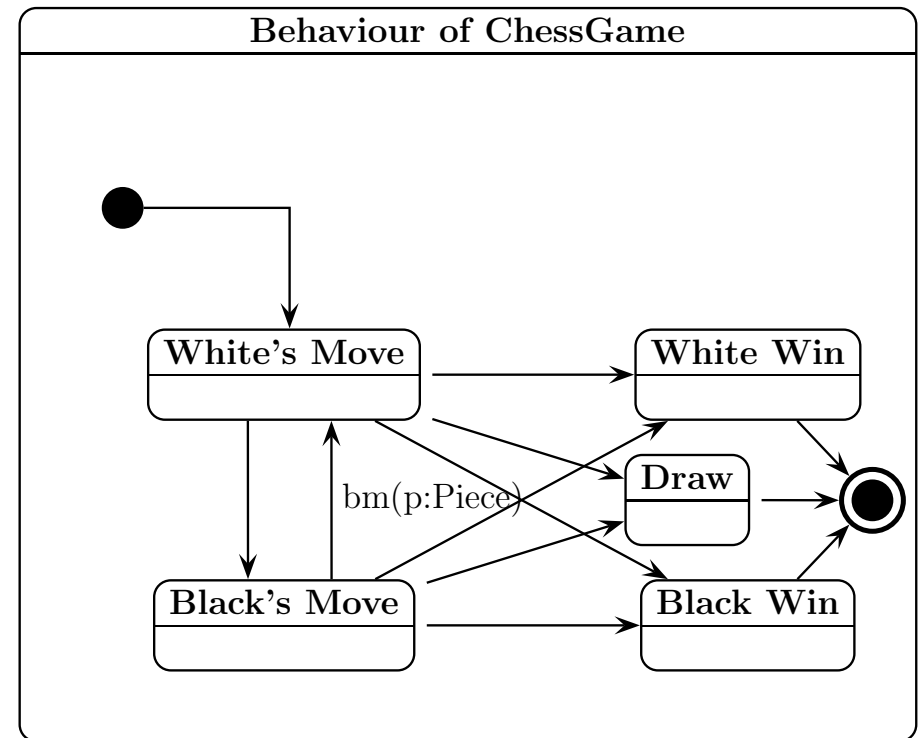 Behaviour of ChessGame
White's Move
White Win
Draw
bm(p:Piece)
Black's Move
Black Win